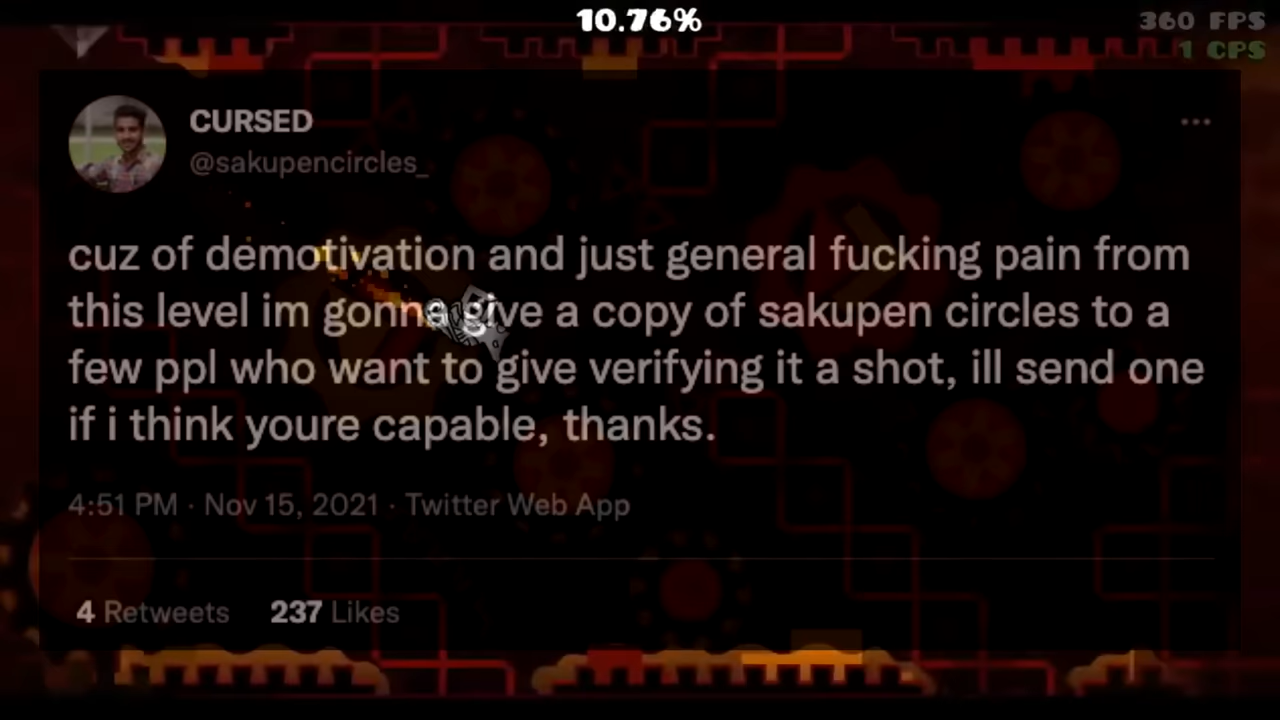 10.76%
360 FPS
1 CPS
CURSED
@sakupencircles_
cuz of demotivation and just general fucking pain from
this level im gonna give a copy of sakupen circles to a
few ppl who want to give verifying it a shot, ill send one
if i think youre capable, thanks.
4:51 PM · Nov 15, 2021 · Twitter Web App
4 Retweets 237 Likes